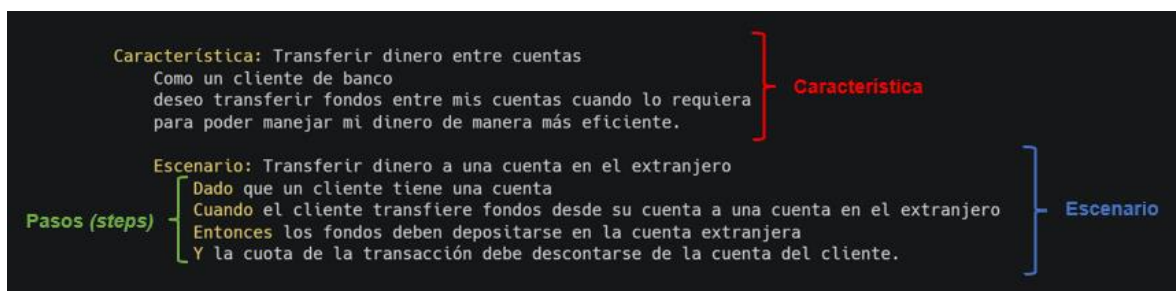 Característica: Transferir dinero entre cuentas
Como un cliente de banco
deseo transferir fondos entre mis cuentas cuando lo requiera
para poder manejar mi dinero de manera más eficiente.
Característica
Escenario: Transferir dinero a una cuenta en el extranjero
Dado que un cliente tiene una cuenta
Cuando el cliente transfiere fondos desde su cuenta a una cuenta en el extranjero
Entonces los fondos deben depositarse en la cuenta extranjera
Y la cuota de la transacción debe descontarse de la cuenta del cliente.
Pasos (steps)
Escenario